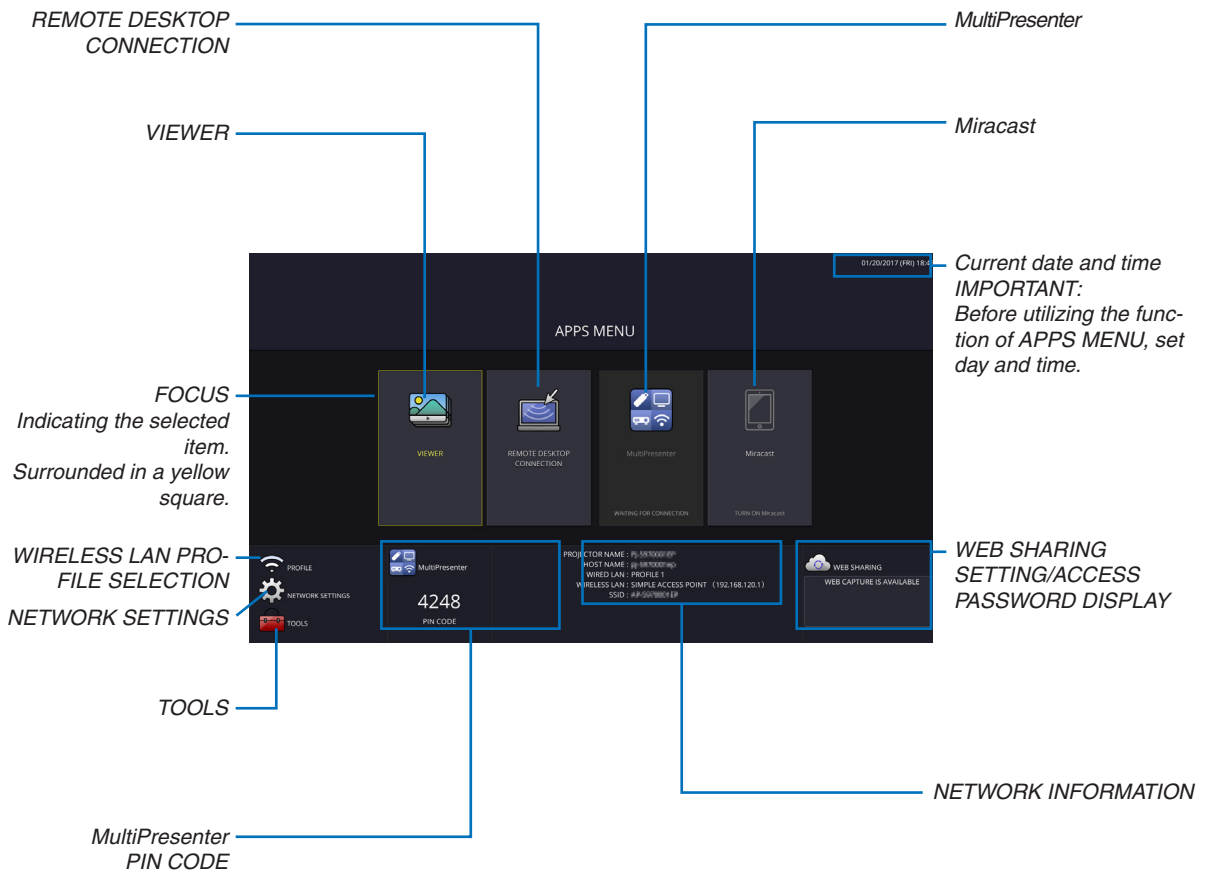 REMOTE DESKTOP
CONNECTION
MultiPresenter
VIEWER
Miracast
01/20/2017 (FRI) 18:4
Current date and time
IMPORTANT:
Before utilizing the func-
tion of APPS MENU, set
day and time.
APPS MENU
FOCUS
Indicating the selected
item.
Surrounded in a yellow
square.
VIEWER
REMOTE DESKTOP
CONNECTION
MultiPresenter
Miracast
WAITING FOR CONNECTION
TURN ON Miracast
WIRELESS LAN PRO-
FILE SELECTION
NETWORK SETTINGS
PROFILE
NETWORK SETTINGS
TOOLS
MultiPresenter
4248
PIN CODE
PROJECTOR NAME :
HOST NAME :
WIRED LAN : PROFILE 1
WIRELESS LAN : SIMPLE ACCESS POINT (192.168.120.1)
SSID :
WEB SHARING
WEB CAPTURE IS AVAILABLE
WEB SHARING
SETTING/ACCESS
PASSWORD DISPLAY
TOOLS
NETWORK INFORMATION
MultiPresenter
PIN CODE